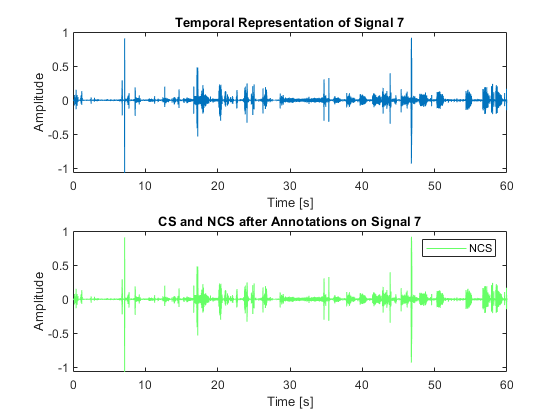 Temporal Representation of Signal 7
1
0.5
0
-0.5
-1
Amplitude
0 10 20 30 40 50 60
Time [s]
CS and NCS after Annotations on Signal 7
NCS
1
0.5
0
-0.5
-1
Amplitude
0 10 20 30 40 50 60
Time [s]